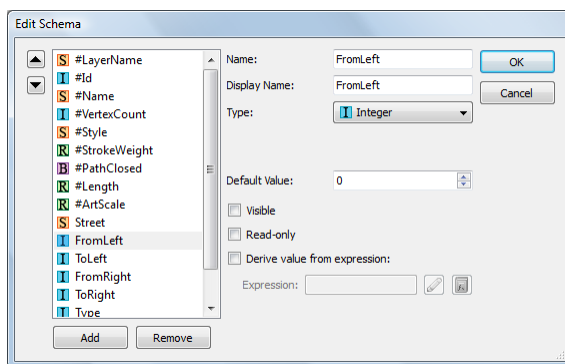 Edit Schema
S #LayerName
I #Id
S #Name
I #VertexCount
S #Style
R #StrokeWeight
B #PathClosed
R #Length
R #ArtScale
S Street
I FromLeft
I ToLeft
I FromRight
I ToRight
I Type
Add Remove
Name: FromLeft
Display Name: FromLeft
Type: I Integer
Default Value: 0
Visible
Read-only
Derive value from expression:
Expression:
OK
Cancel